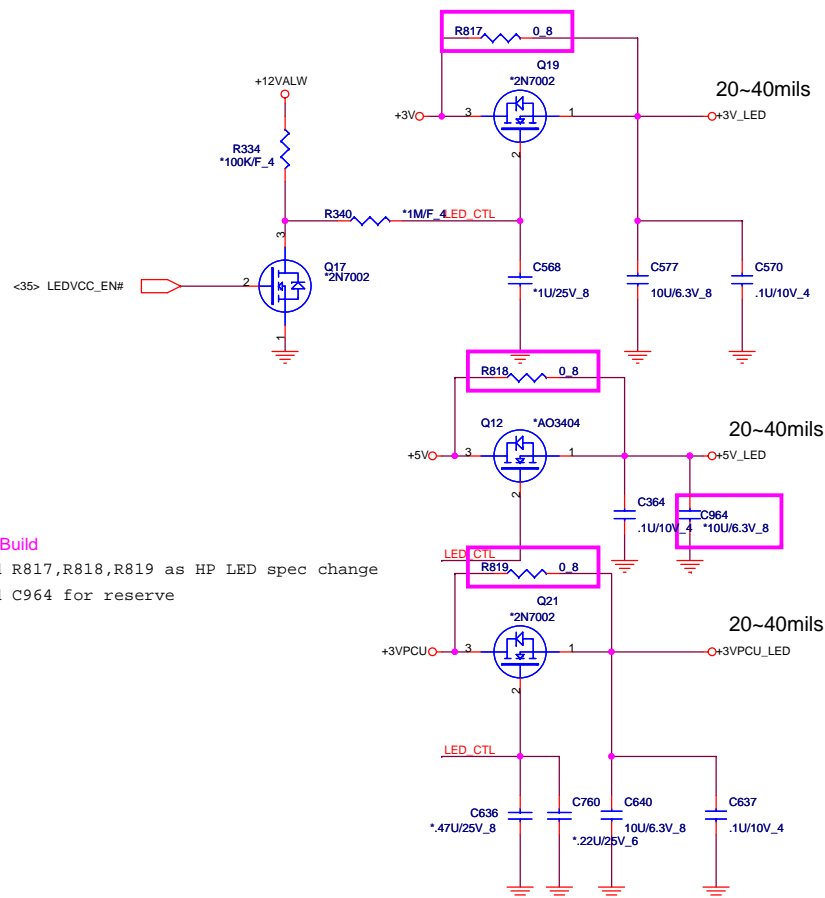 R817 0_8
Q19
*2N7002
20~40mils
+12VALW
+3V 3 1 +3V_LED
2
R334
*100K/F_4
R340 *1M/F_4 LED_CTL
3
Q17
*2N7002
<35> LEDVCC_EN# 2
1
C568
*1U/25V_8
C577
10U/6.3V_8
C570
.1U/10V_4
R818 0_8
Q12 *AO3404
20~40mils
+5V 3 1 +5V_LED
2
C364
.1U/10V_4
C964
*10U/6.3V_8
LED_CTL
Build
R817,R818,R819 as HP LED spec change
C964 for reserve
R819 0_8
Q21
*2N7002
20~40mils
+3VPCU 3 1 +3VPCU_LED
2
LED_CTL
C636
*.47U/25V_8
C760
*.22U/25V_6
C640
10U/6.3V_8
C637
.1U/10V_4